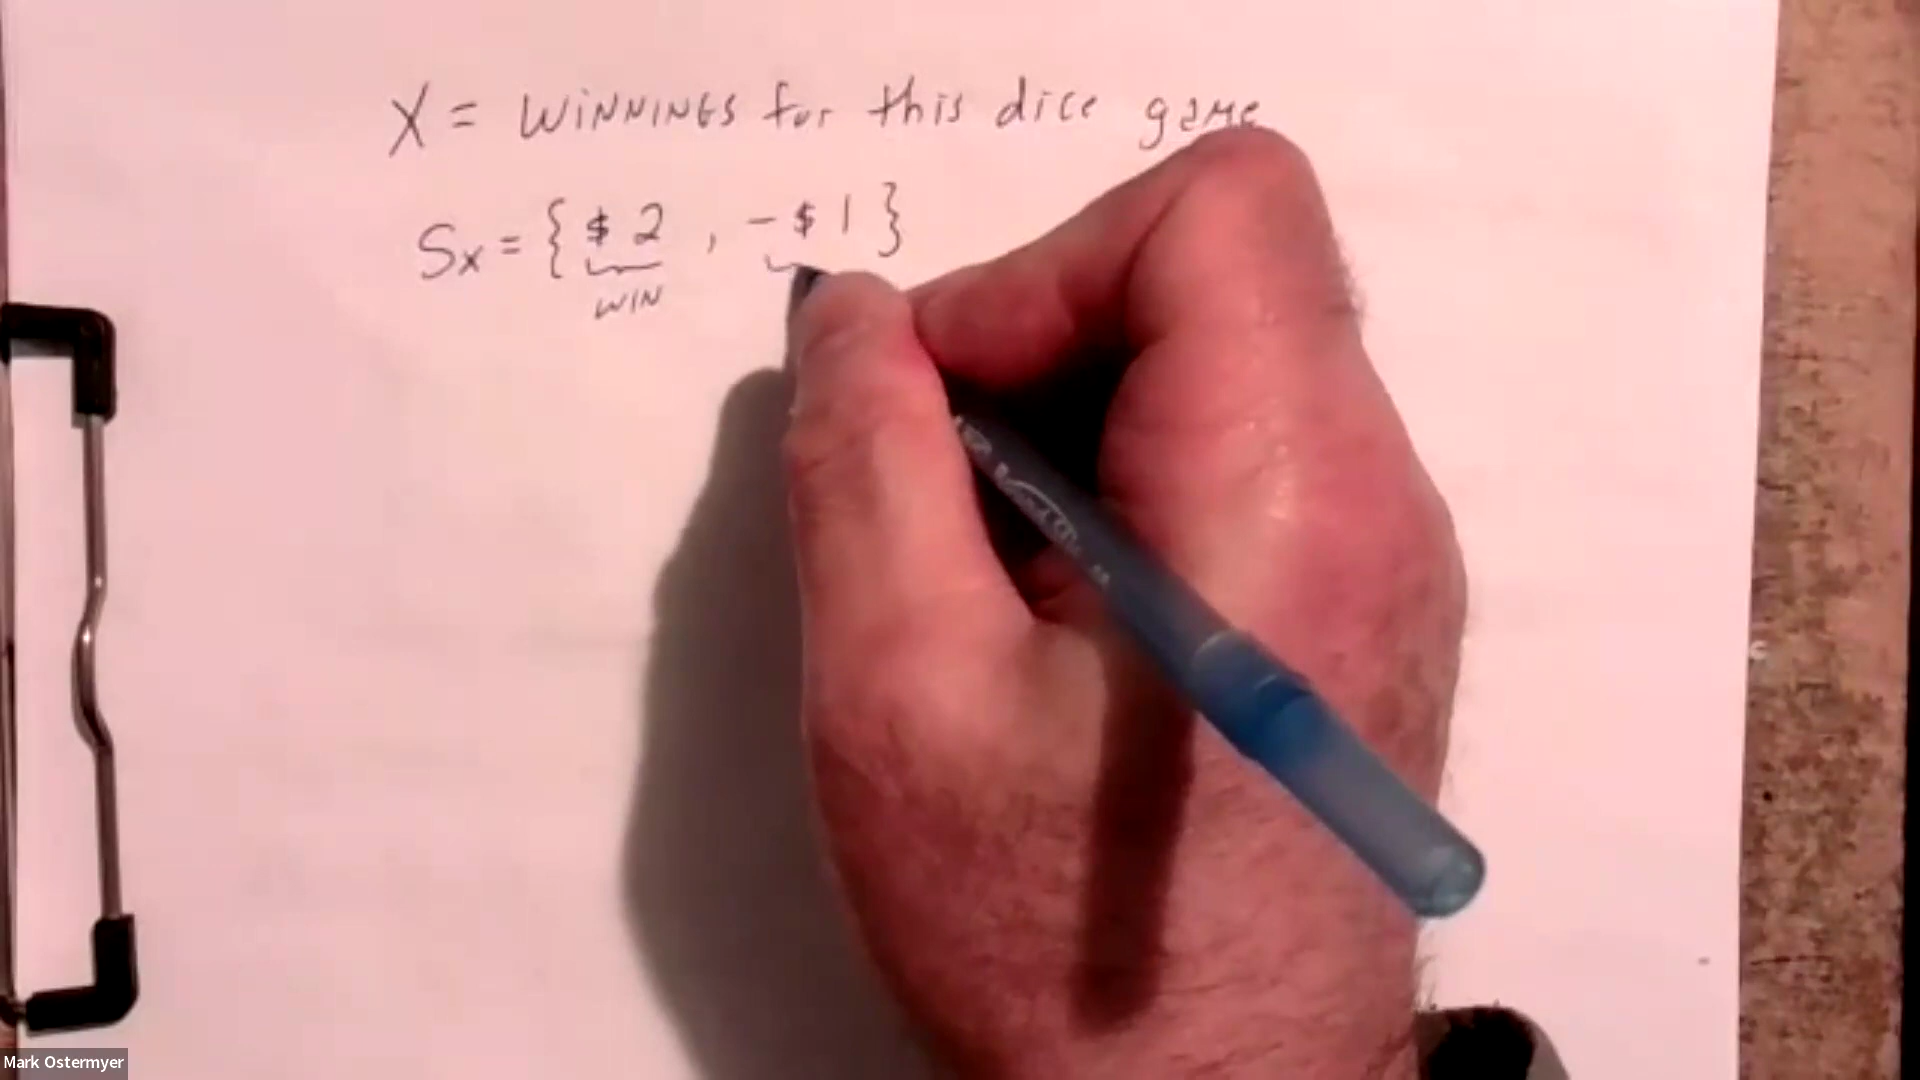 X = WINNINGS for this dice game
Sx = { $ 2 , - $ 1 }
WIN
Mark Ostermyer